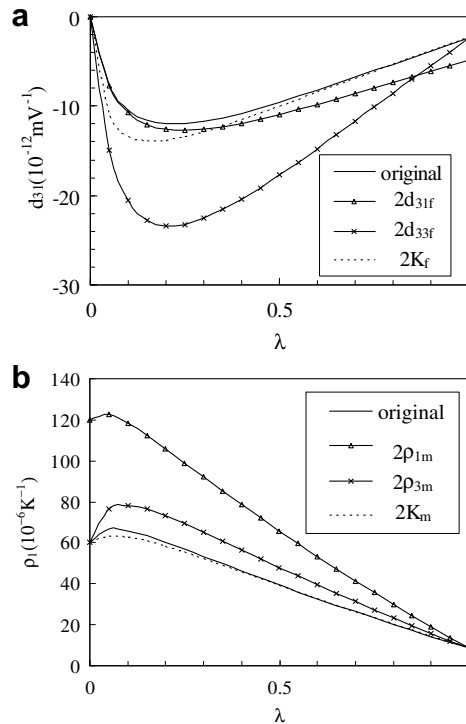 a
0
-10
-20
-30
d₃₁(10⁻¹²mV⁻¹)
0
0.5
λ
original
2d₃₁f
2d₃₃f
2Kf
b
140
120
100
80
60
40
20
0
ρ₁(10⁻⁶K⁻¹)
0
0.5
λ
original
2ρ₁ₘ
2ρ₃ₘ
2Kₘ